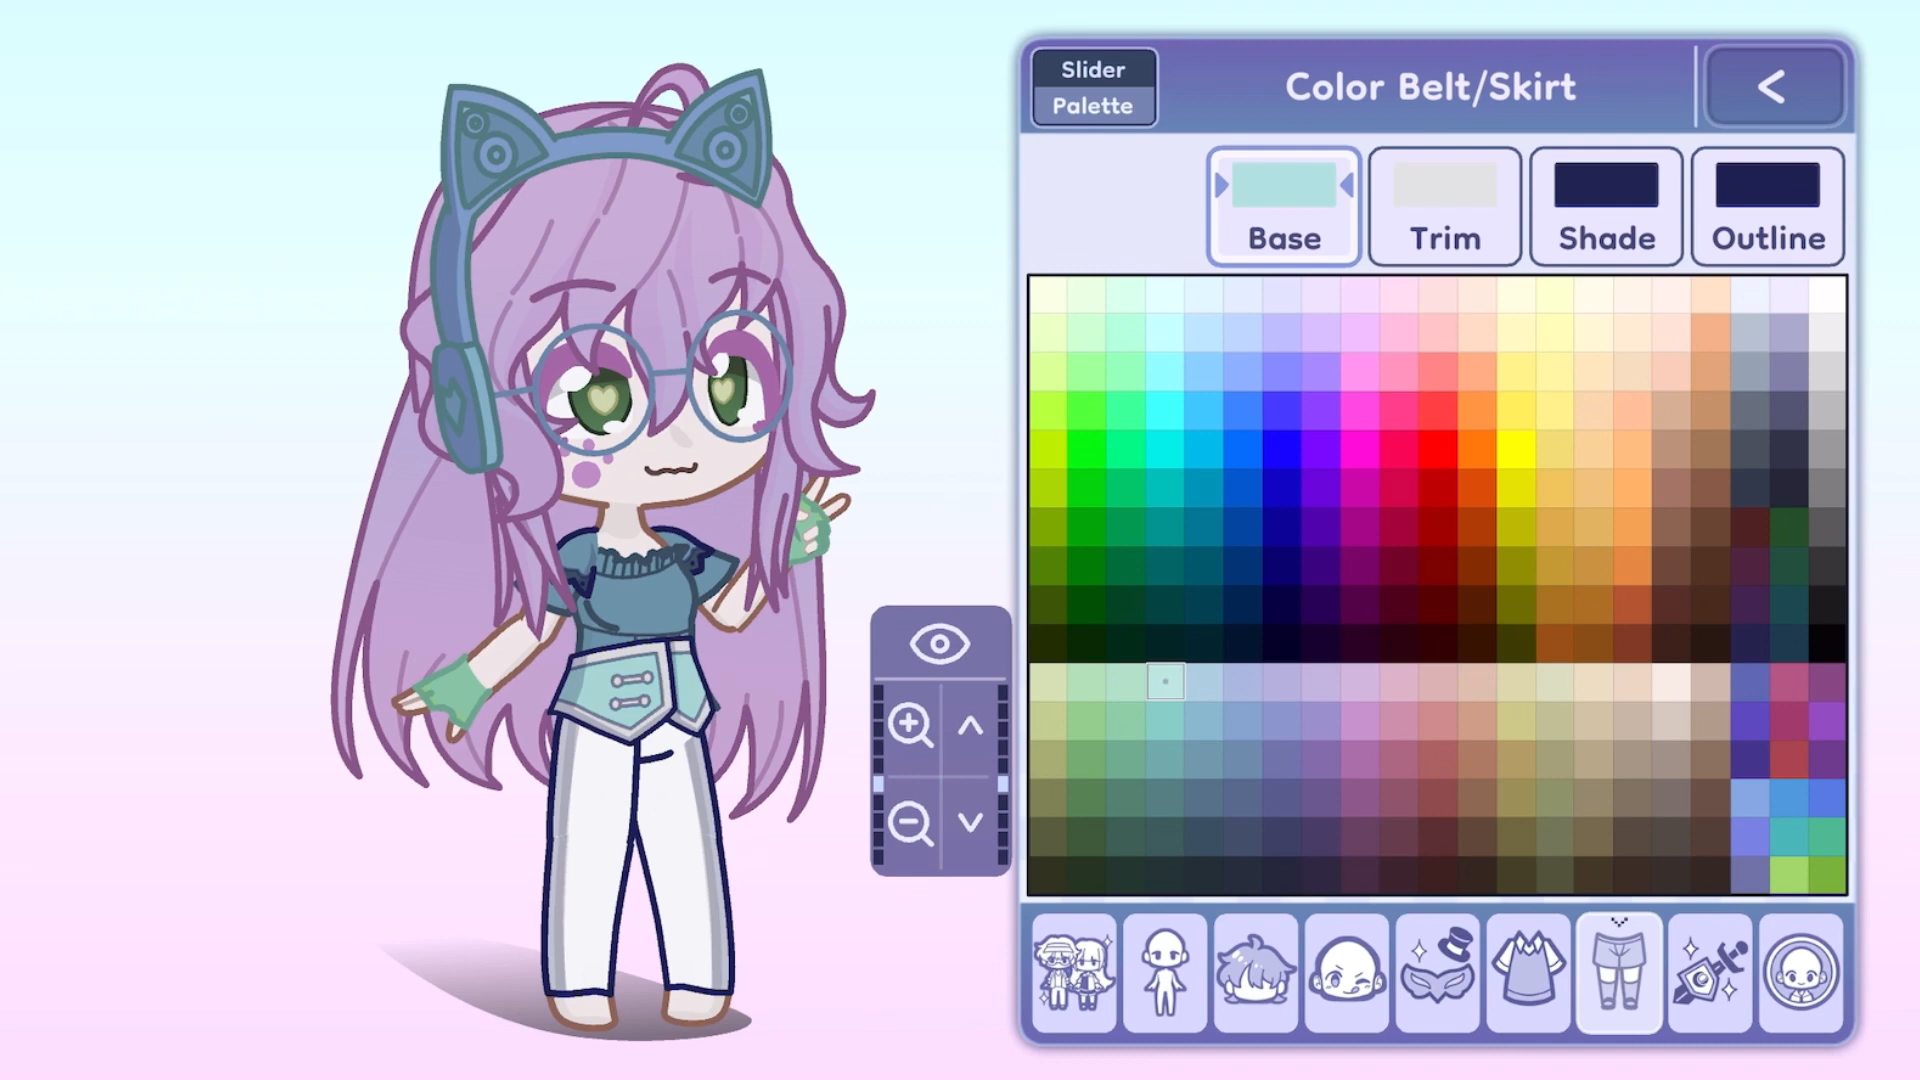 Slider
Palette
Color Belt/Skirt
Base
Trim
Shade
Outline